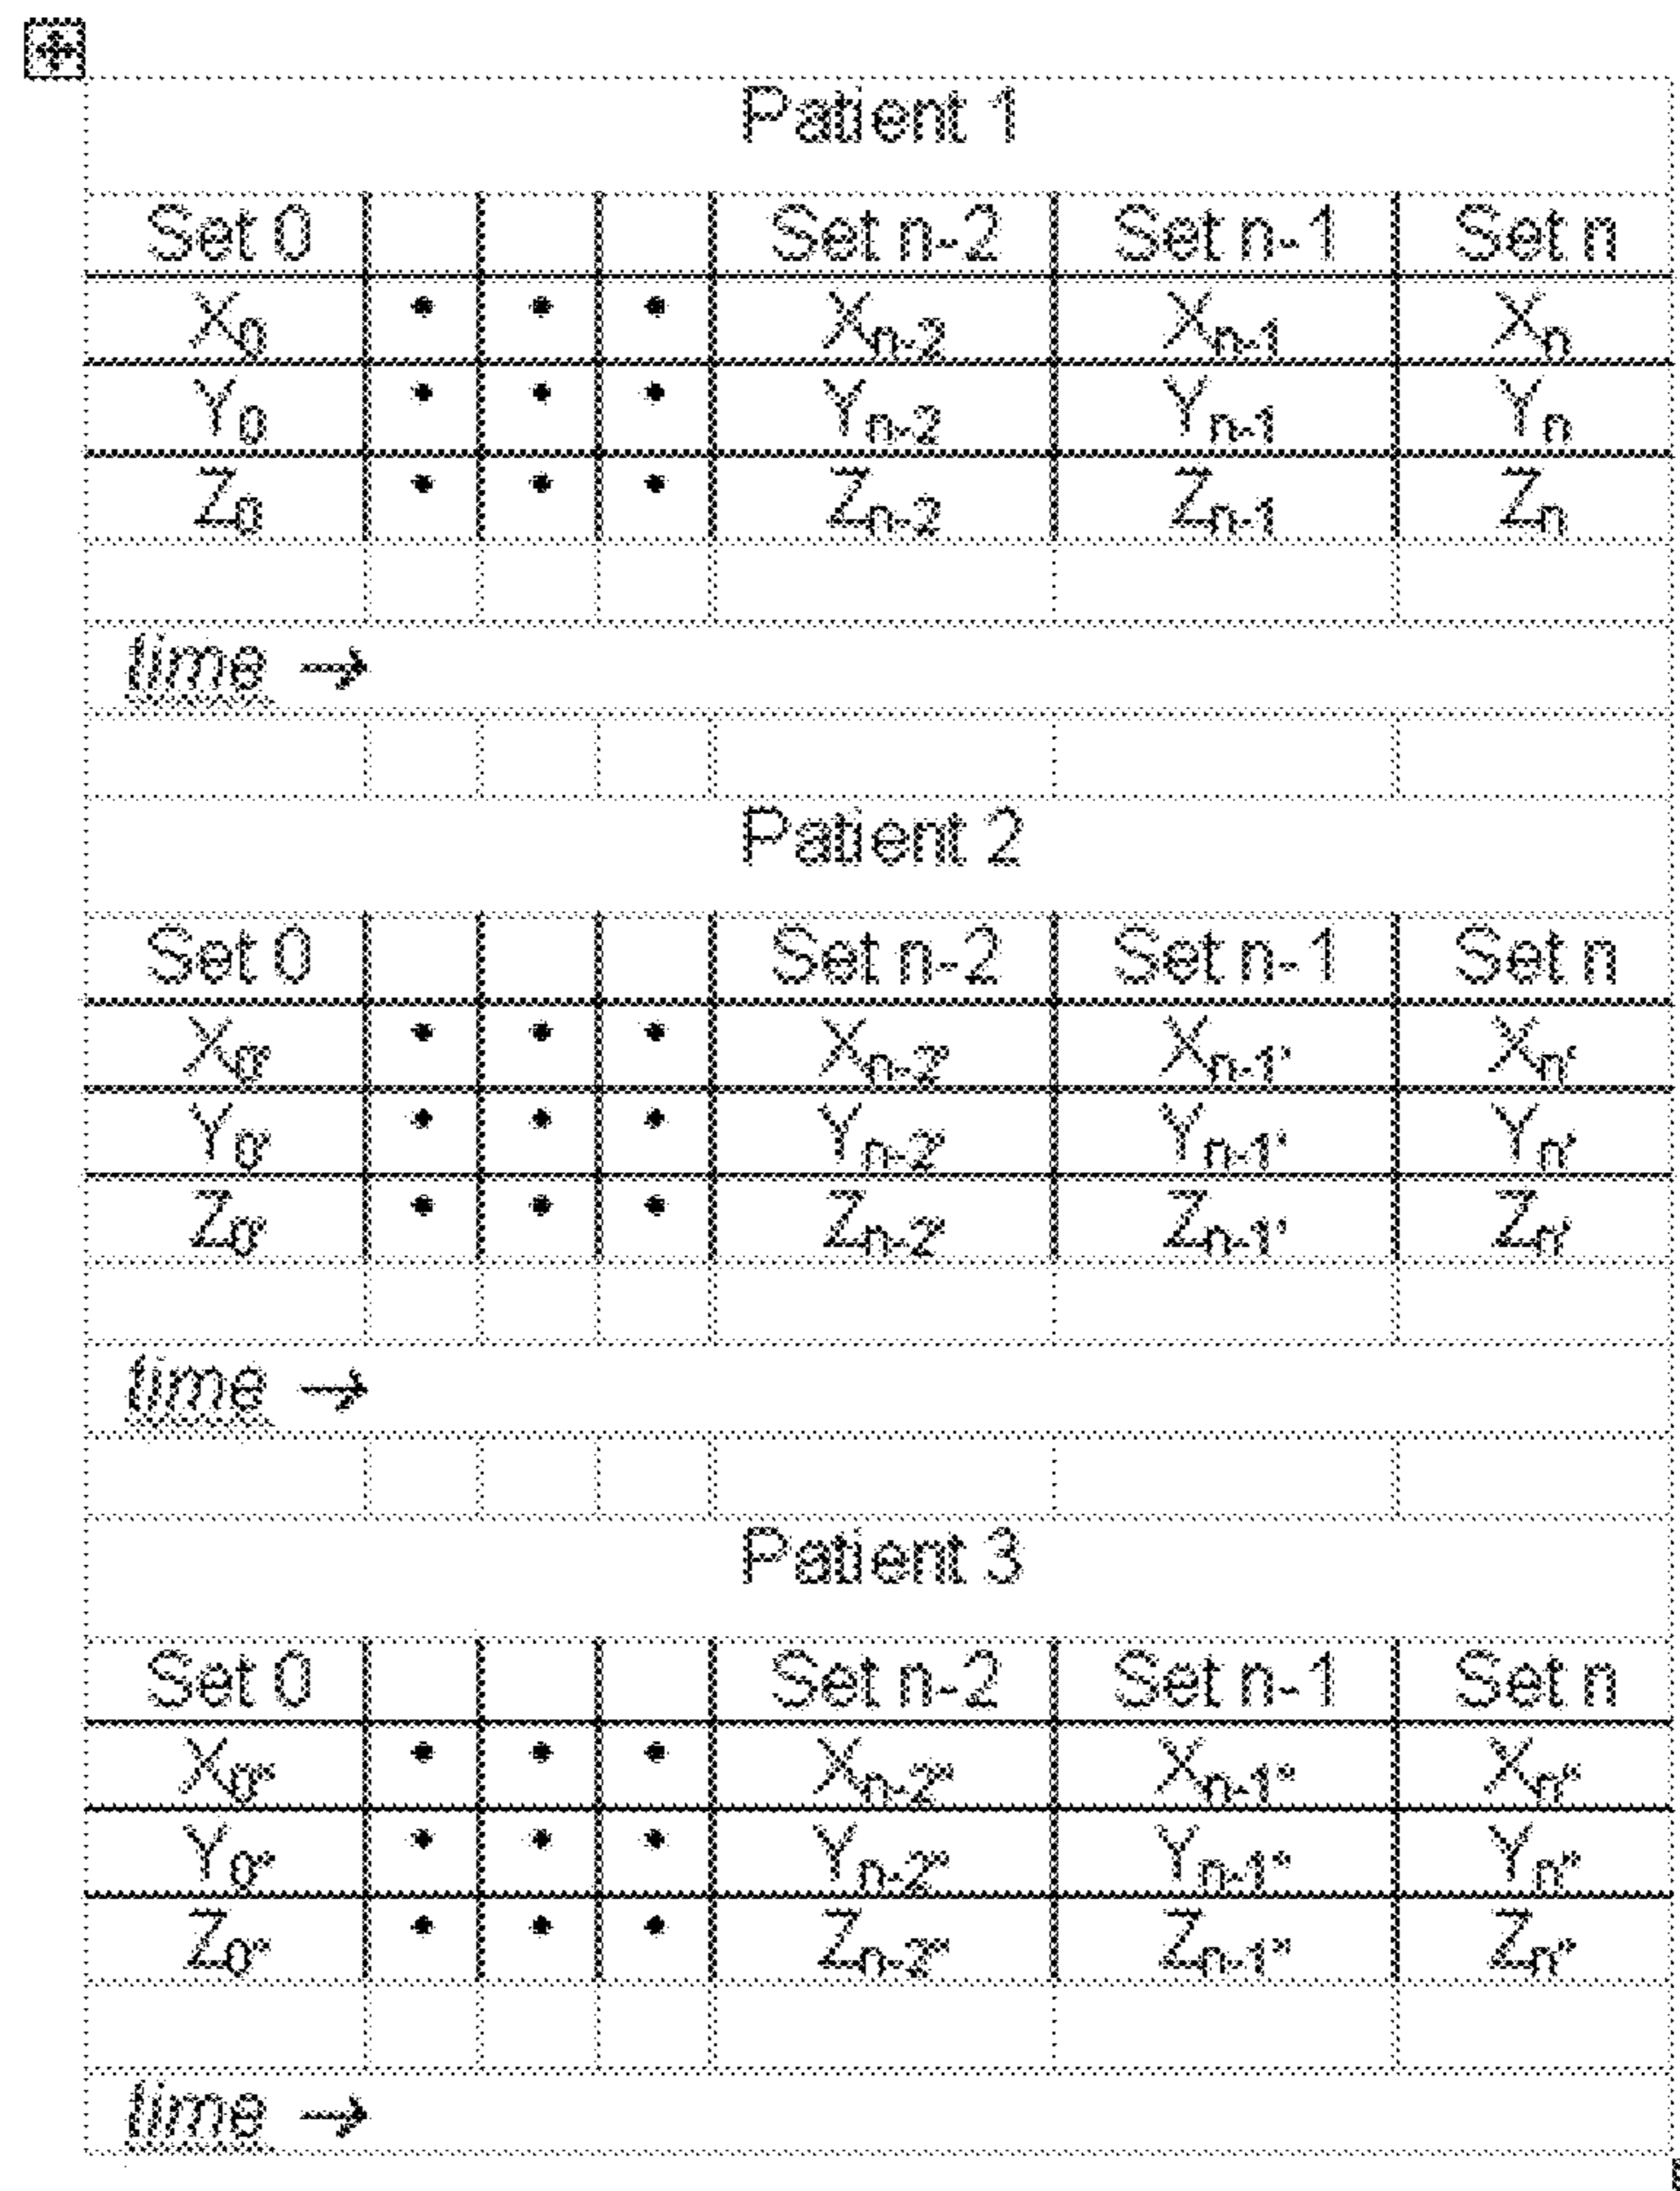 Patient 1
Set 0 Set n-2 Set n-1 Set n
X₀ • • • Xₙ₋₂ Xₙ₋₁ Xₙ
Y₀ • • • Yₙ₋₂ Yₙ₋₁ Yₙ
Z₀ • • • Zₙ₋₂ Zₙ₋₁ Zₙ
time →
Patient 2
Set 0 Set n-2 Set n-1 Set n
X₀' • • • Xₙ₋₂' Xₙ₋₁' Xₙ'
Y₀' • • • Yₙ₋₂' Yₙ₋₁' Yₙ'
Z₀' • • • Zₙ₋₂' Zₙ₋₁' Zₙ'
time →
Patient 3
Set 0 Set n-2 Set n-1 Set n
X₀" • • • Xₙ₋₂" Xₙ₋₁" Xₙ"
Y₀" • • • Yₙ₋₂" Yₙ₋₁" Yₙ"
Z₀" • • • Zₙ₋₂" Zₙ₋₁" Zₙ"
time →